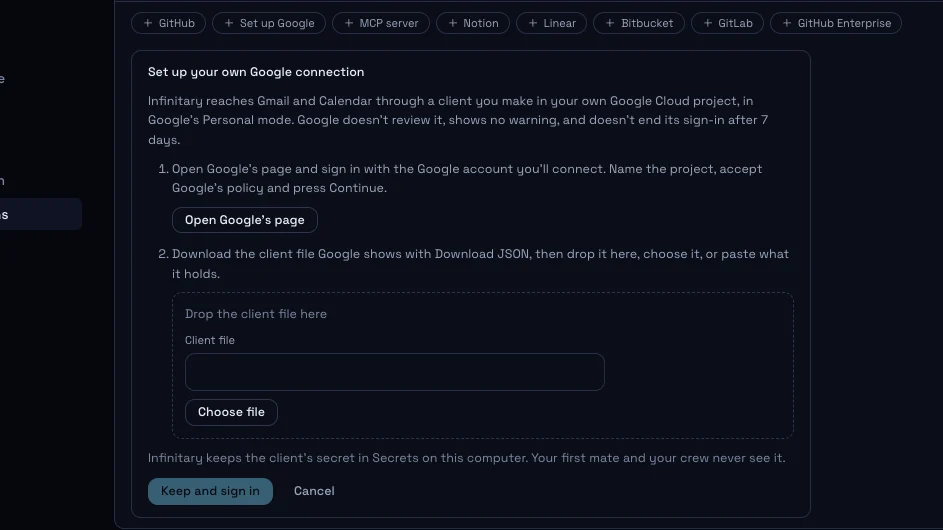 e
n
ns
+ GitHub
+ Set up Google
+ MCP server
+ Notion
+ Linear
+ Bitbucket
+ GitLab
+ GitHub Enterprise
Set up your own Google connection
Infinitary reaches Gmail and Calendar through a client you make in your own Google Cloud project, in
Google's Personal mode. Google doesn't review it, shows no warning, and doesn't end its sign-in after 7
days.
1. Open Google's page and sign in with the Google account you'll connect. Name the project, accept
Google's policy and press Continue.
Open Google's page
2. Download the client file Google shows with Download JSON, then drop it here, choose it, or paste what
it holds.
Drop the client file here
Client file
Choose file
Infinitary keeps the client's secret in Secrets on this computer. Your first mate and your crew never see it.
Keep and sign in
Cancel